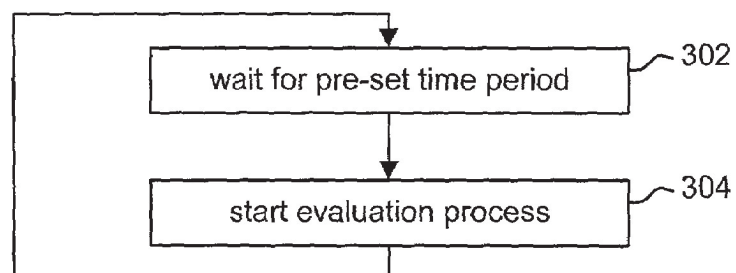 wait for pre-set time period
302
start evaluation process
304